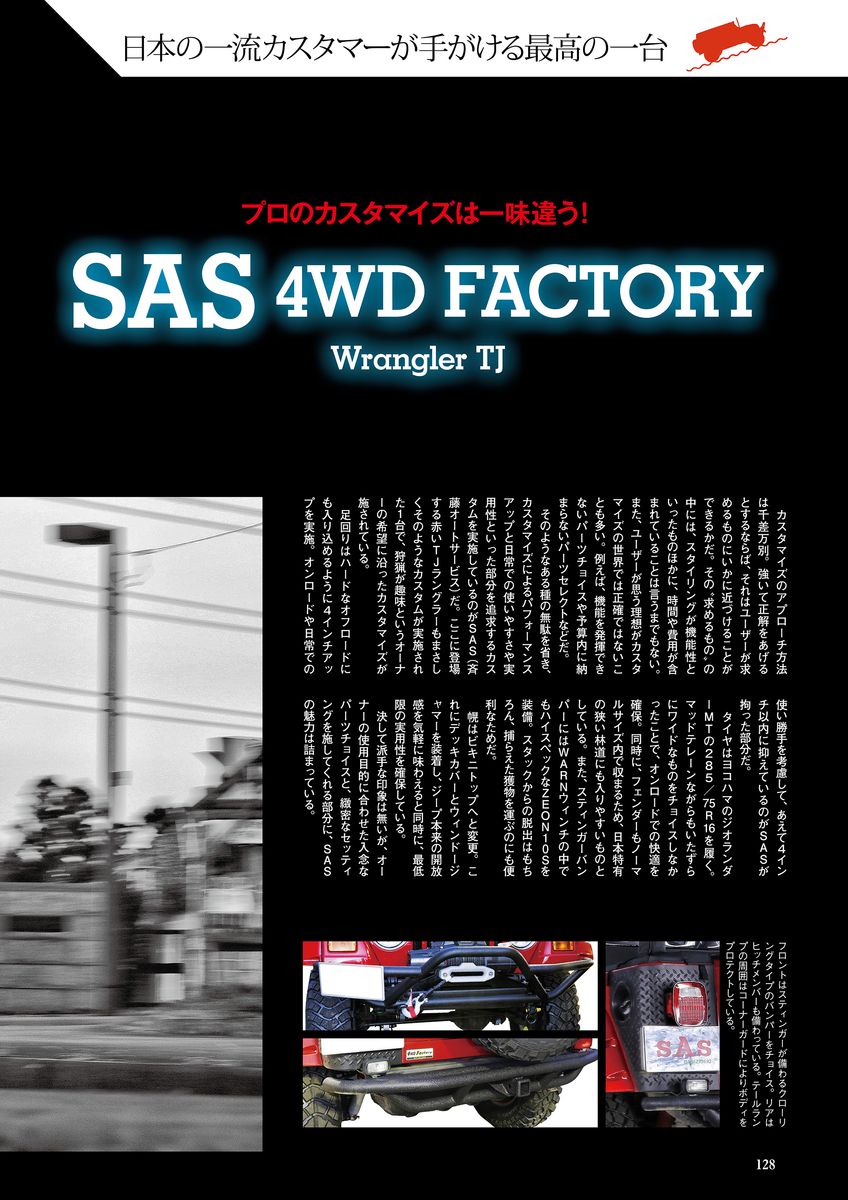 日本の一流カスタマーが手がける最高の一台
プロのカスタマイズは一味違う！
SAS 4WD FACTORY
Wrangler TJ
カスタマイズのアプローチ方法
は千差万別。強いて正解をあげる
とするならば、それはユーザーが求
めるものにいかに近づけることが
できるかだ。その〝求めるもの〟の
中には、スタイリングが機能性と
いったものほかに、時間や費用が含
まれていることは言うまでもない。
また、ユーザーが思う理想がカスタ
マイズの世界では正確ではないこ
とも多い。例えば、機能を発揮でき
ないパーツチョイスや予算内に納
まらないパーツセレクトなどだ。
そのようなある種の無駄を省き、
カスタマイズによるパフォーマンス
アップと日常での使いやすさや実
用性といった部分を追求するカス
タムを実施しているのがSAS（斉
藤オートサービス）だ。ここに登場
する赤いTJラングラーもまさし
くそのようなカスタムが実施され
た1台で、狩猟が趣味というオーナ
ーの希望に沿ったカスタマイズが
施されている。
足回りはハードなオフロードに
も入り込めるように4インチアッ
プを実施。オンロードや日常での
使い勝手を考慮して、あえて4イン
チ以内に抑えているのがSASが
拘った部分だ。
タイヤはヨコハマのジオランダ
ーMTの285／75R16を履く。
マッドテレーンながらもいたずら
にワイドなものをチョイスしなか
ったことで、オンロードでの快適を
確保。同時に、フェンダーもノーマ
ルサイズ内で収まるため、日本特有
の狭い林道にも入りやすいものと
している。また、スティンガーバン
パーにはWARNウィンチの中で
もハイスペックなZEON10Sを
装備。スタックからの脱出はもち
ろん、捕らえた獲物を運ぶのにも便
利なためだ。
幌はビキニトップへと変更。こ
れにデッキカバーとウィンドージ
ャマーを装着し、ジープ本来の開放
感を気軽に味わえると同時に、最低
限の実用性を確保している。
決して派手な印象は無いが、オー
ナーの使用目的に合わせた入念な
パーツチョイスと、緻密なセッティ
ングを施してくれる部分に、SAS
の魅力は詰まっている。
フロントはスティンガーが備わるクローリ
ングタイプのバンパーをチョイス。リアは
ヒッチメンバーも備わっている。テールラン
プの周囲はコーナーガードによりボディを
プロテクトしている。
4WD Factory
SAS
128